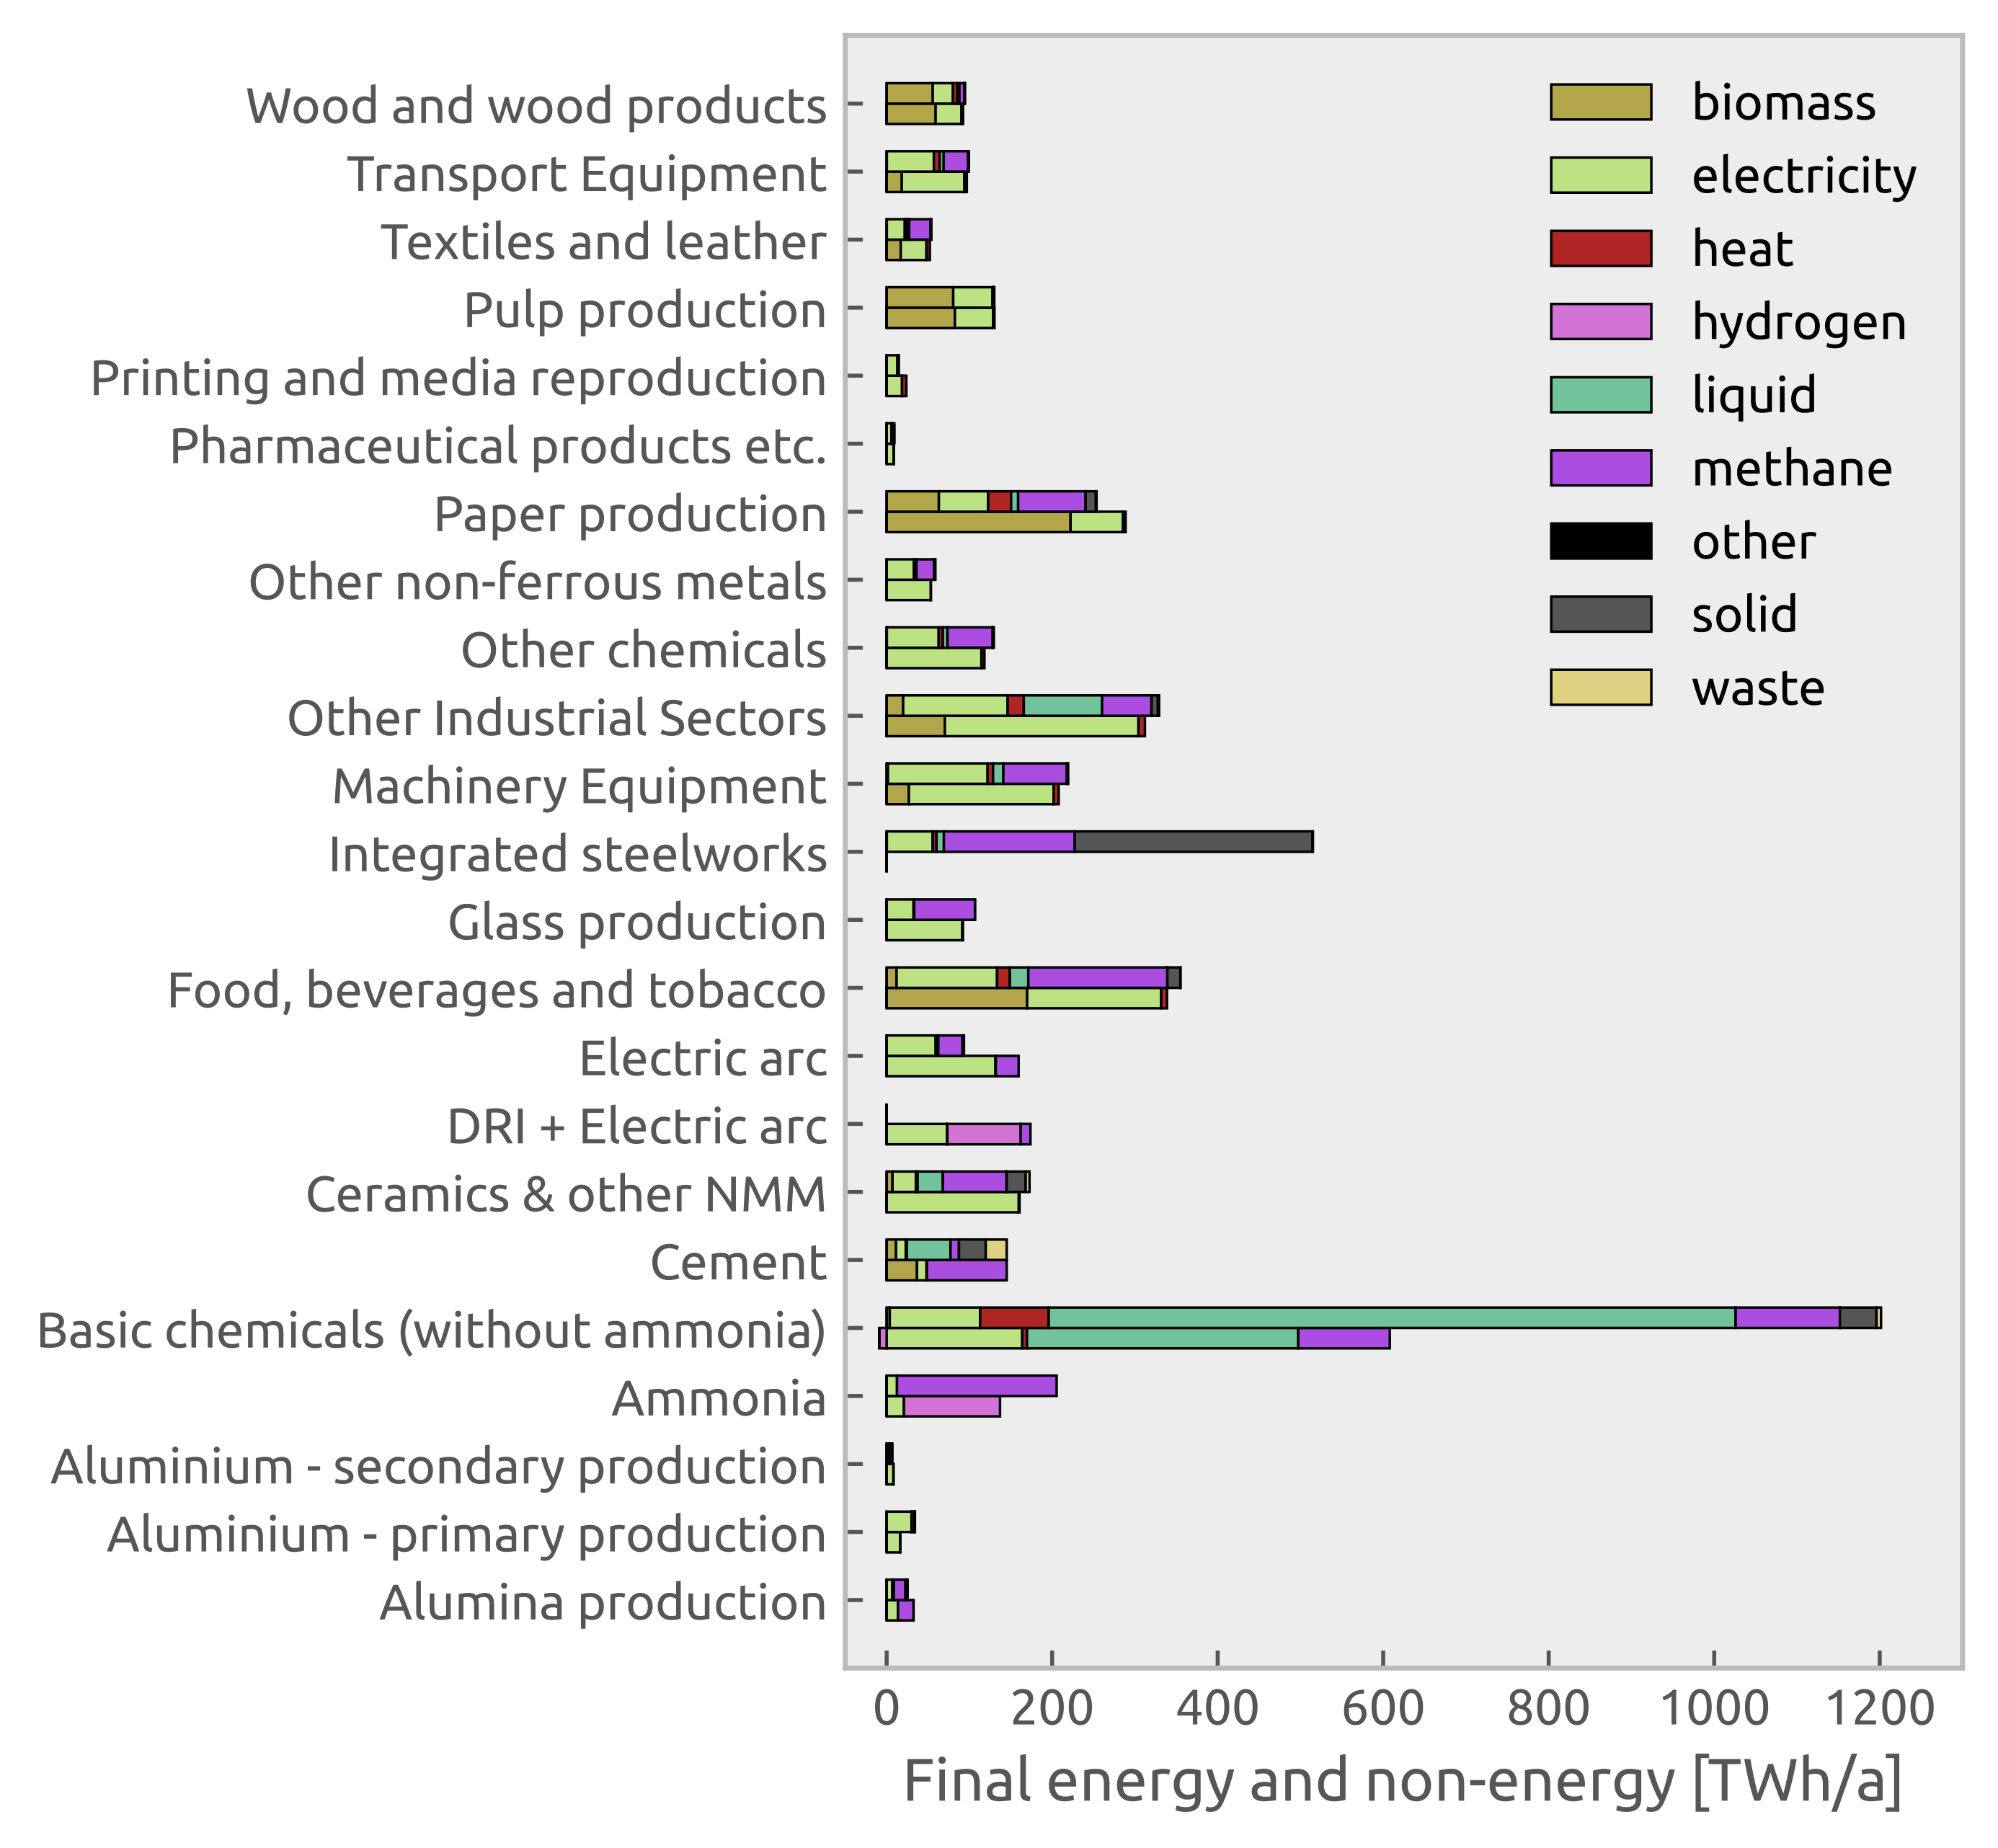 Wood and wood products
Transport Equipment
Textiles and leather
Pulp production
Printing and media reproduction
Pharmaceutical products etc.
Paper production
Other non-ferrous metals
Other chemicals
Other Industrial Sectors
Machinery Equipment
Integrated steelworks
Glass production
Food, beverages and tobacco
Electric arc
DRI + Electric arc
Ceramics & other NMM
Cement
Basic chemicals (without ammonia)
Ammonia
Aluminium - secondary production
Aluminium - primary production
Alumina production
biomass
electricity
heat
hydrogen
liquid
methane
other
solid
waste
0 200 400 600 800 1000 1200
Final energy and non-energy [TWh/a]